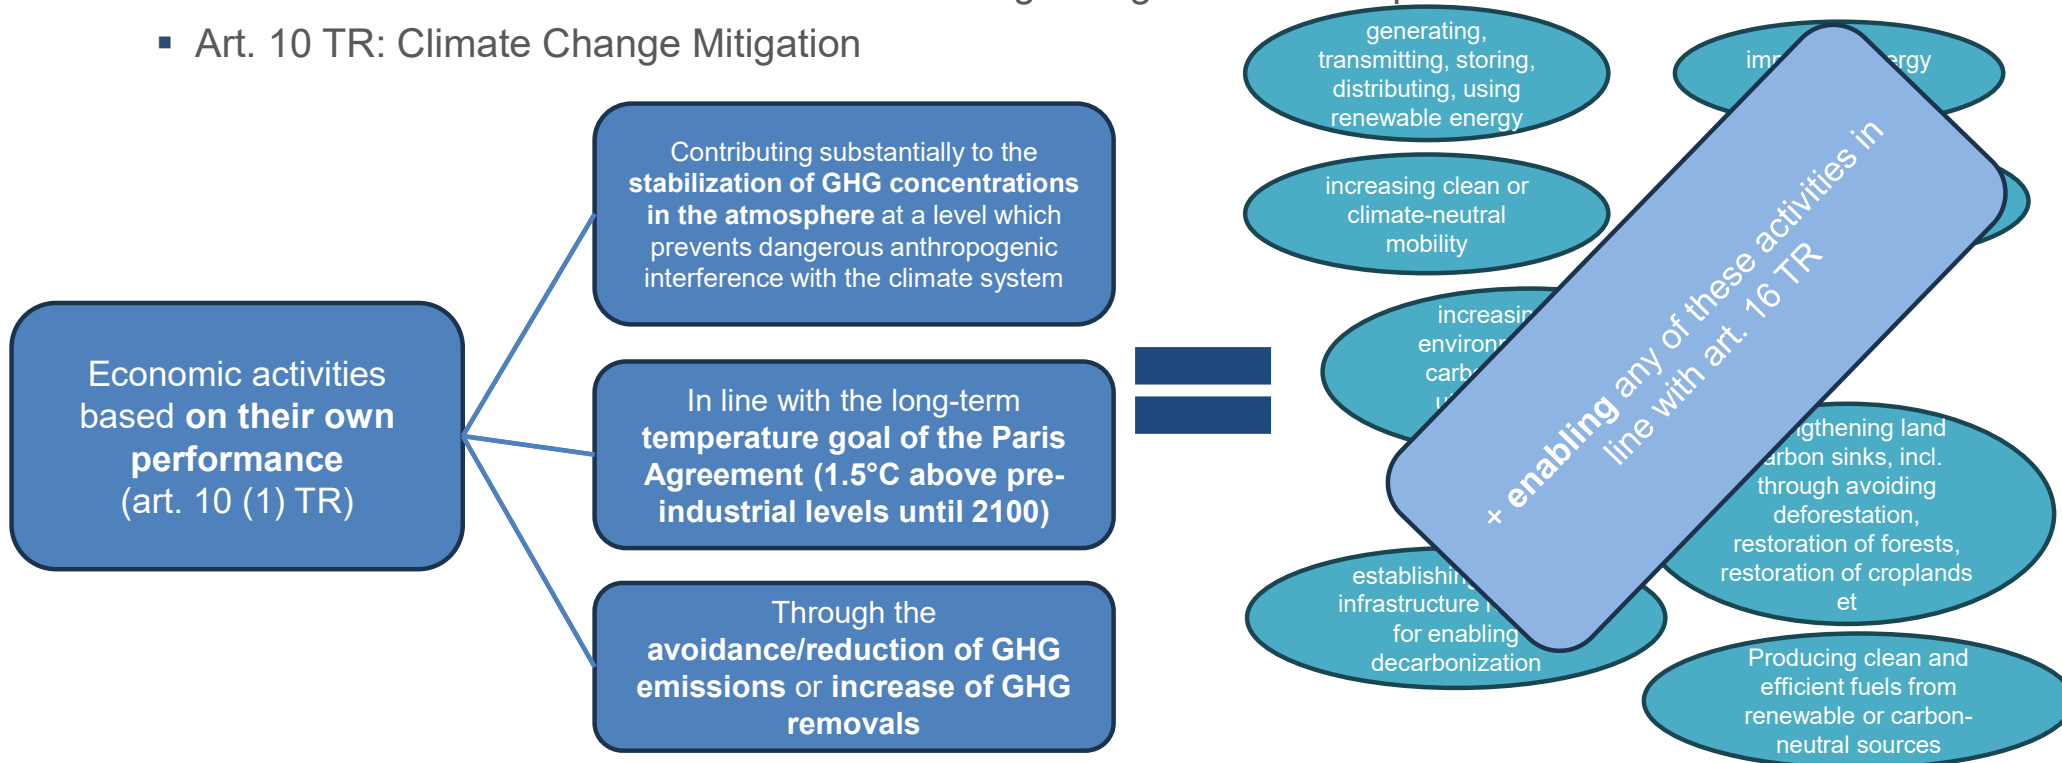 Art. 10 TR: Climate Change Mitigation
Economic activities
based on their own
performance
(art. 10 (1) TR)
Contributing substantially to the
stabilization of GHG concentrations
in the atmosphere at a level which
prevents dangerous anthropogenic
interference with the climate system
In line with the long-term
temperature goal of the Paris
Agreement (1.5°C above pre-
industrial levels until 2100)
Through the
avoidance/reduction of GHG
emissions or increase of GHG
removals
generating,
transmitting, storing,
distributing, using
renewable energy
increasing clean or
climate-neutral
mobility
+ enabling any of these activities in
line with art. 16 TR
arbon sinks, incl.
through avoiding
deforestation,
restoration of forests,
restoration of croplands
et
infrastructure
for enabling
decarbonization
Producing clean and
efficient fuels from
renewable or carbon-
neutral sources